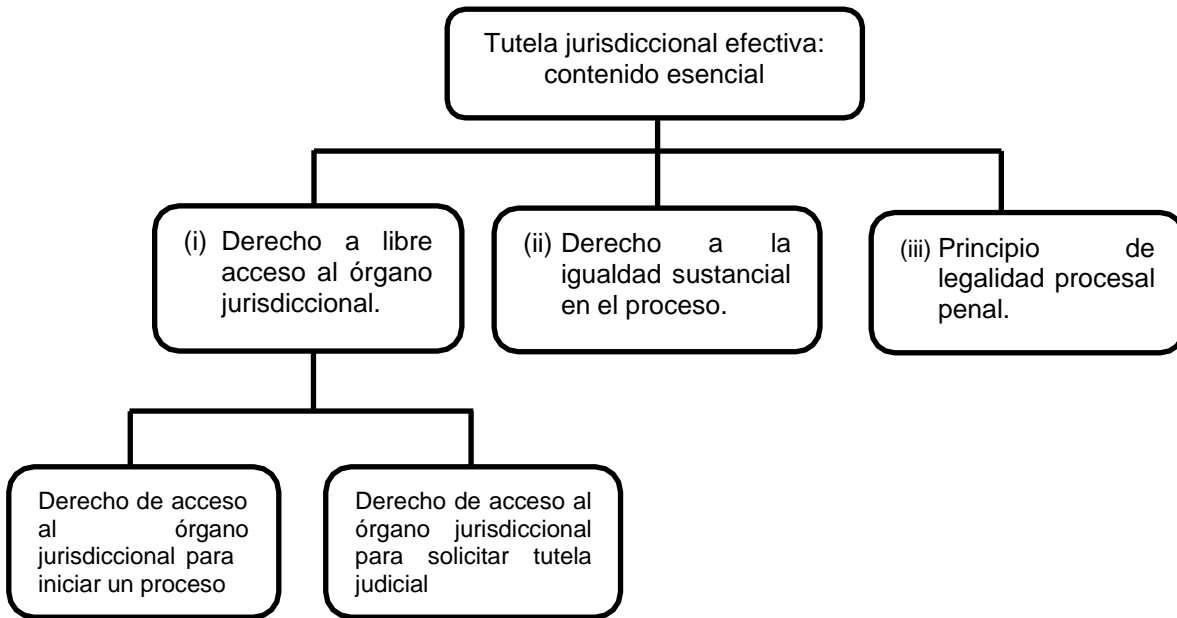 Tutela jurisdiccional efectiva:
contenido esencial
(i) Derecho a libre
acceso al órgano
jurisdiccional.
(ii) Derecho a la
igualdad sustancial
en el proceso.
(iii) Principio de
legalidad procesal
penal.
Derecho de acceso
al órgano
jurisdiccional para
iniciar un proceso
Derecho de acceso al
órgano jurisdiccional
para solicitar tutela
judicial